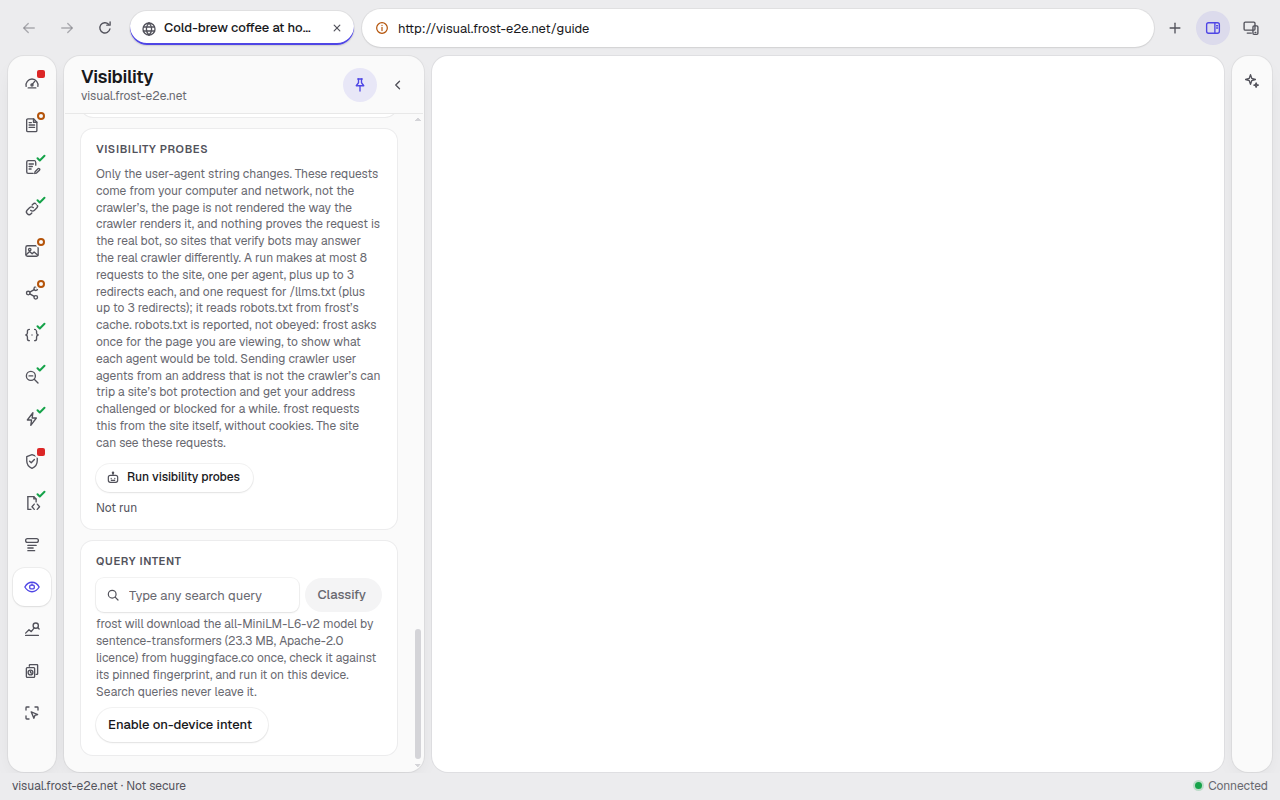 Cold-brew coffee at ho...
http://visual.frost-e2e.net/guide
Visibility
visual.frost-e2e.net
VISIBILITY PROBES
Only the user-agent string changes. These requests
come from your computer and network, not the
crawler's, the page is not rendered the way the
crawler renders it, and nothing proves the request is
the real bot, so sites that verify bots may answer
the real crawler differently. A run makes at most 8
requests to the site, one per agent, plus up to 3
redirects each, and one request for /llms.txt (plus
up to 3 redirects); it reads robots.txt from frost's
cache. robots.txt is reported, not obeyed: frost asks
once for the page you are viewing, to show what
each agent would be told. Sending crawler user
agents from an address that is not the crawler's can
trip a site's bot protection and get your address
challenged or blocked for a while. frost requests
this from the site itself, without cookies. The site
can see these requests.
Run visibility probes
Not run
QUERY INTENT
Type any search query
Classify
frost will download the all-MiniLM-L6-v2 model by
sentence-transformers (23.3 MB, Apache-2.0
licence) from huggingface.co once, check it against
its pinned fingerprint, and run it on this device.
Search queries never leave it.
Enable on-device intent
visual.frost-e2e.net · Not secure
Connected